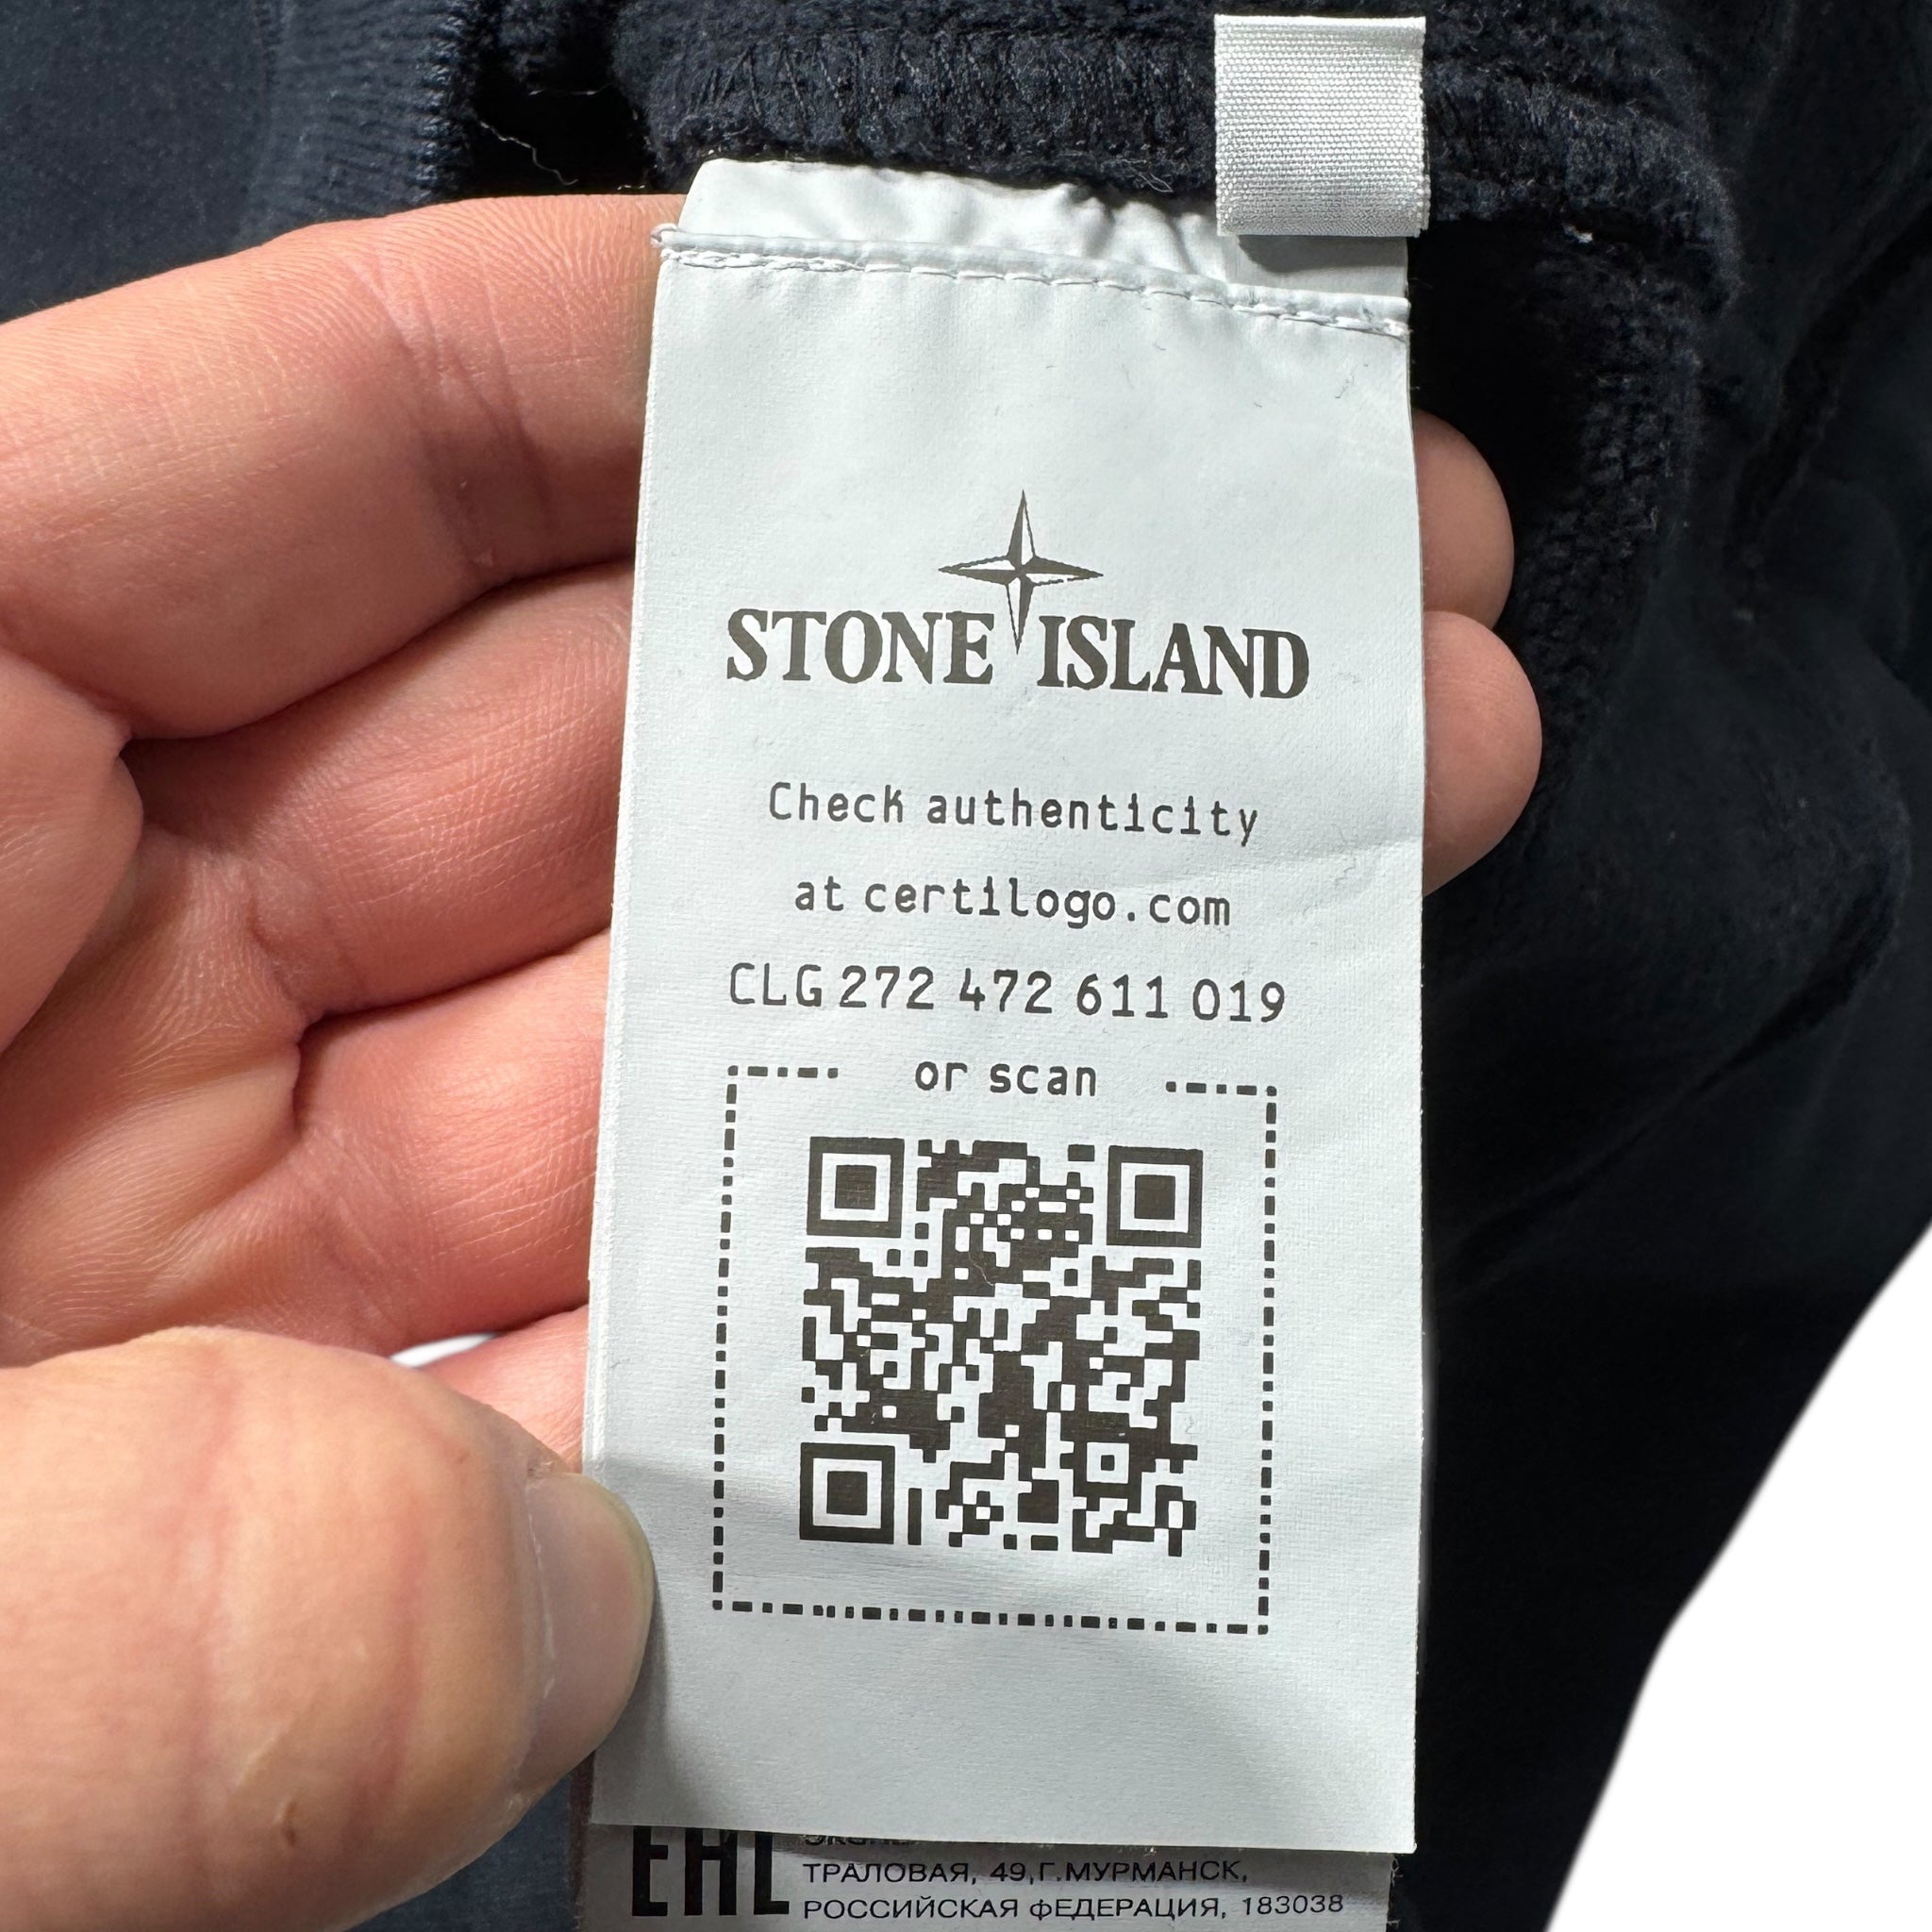 STONE ISLAND
Check authenticity
at certilogo.com
CLG 272 472 611 019
or scan
EAC
ТРАЛОВАЯ, 49,Г.МУРМАНСК,
РОССИЙСКАЯ ФЕДЕРАЦИЯ, 183038